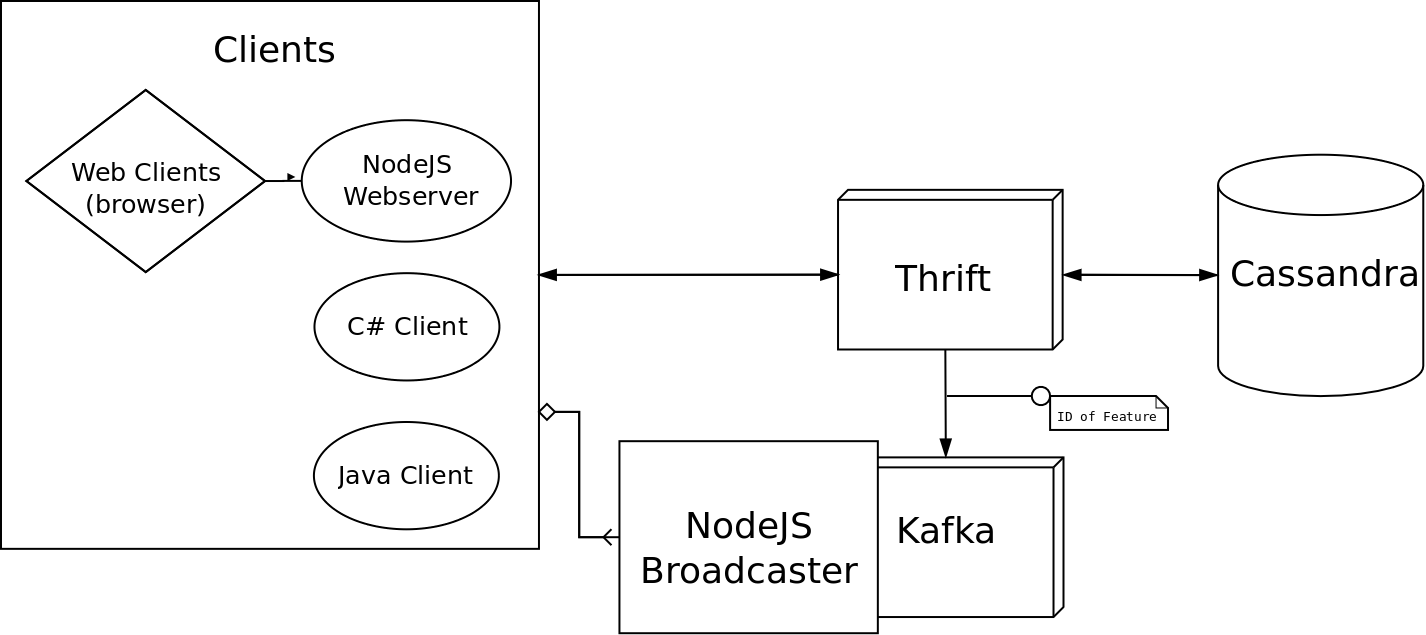 Clients
Web Clients
(browser)
NodeJS
Webserver
C# Client
Java Client
Thrift
Cassandra
ID of Feature
NodeJS
Broadcaster
Kafka